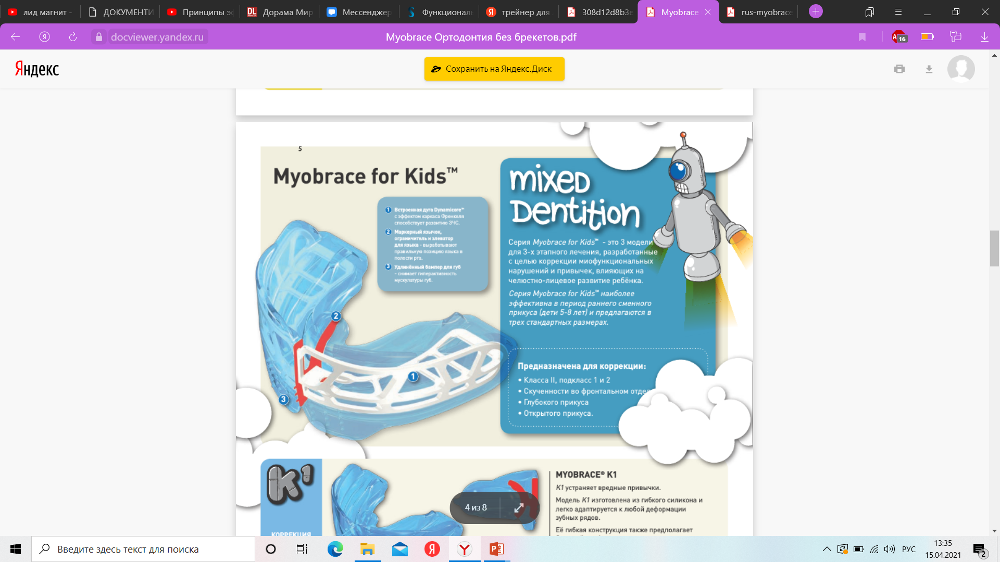 лид магнит -
ДОКУМЕНТИ
Принципы эф
Дорама Мир
Мессенджер
Функционал
трейнер для
308d12d8b3e
Myobrace
rus-myobrace
docviewer.yandex.ru
Myobrace Ортодонтия без брекетов.pdf
16
Яндекс
Сохранить на Яндекс.Диск
5
Myobrace for Kids™
1 Встроенная дуга Dynamicore™
с эффектом каркаса Френкеля
способствует развитию ЗЧС.
2 Маркерный язычок,
ограничитель и элеватор
для языка - вырабатывают
правильную позицию языка в
полости рта.
3 Удлинённый бампер для губ
- снимает гиперактивность
мускулатуры губ.
2
1
3
mixed
Dentition
Серия Myobrace for Kids™ - это 3 модели
для 3-х этапного лечения, разработанные
с целью коррекции миофункциональных
нарушений и привычек, влияющих на
челюстно-лицевое развитие ребёнка.
Серия Myobrace for Kids™ наиболее
эффективна в период раннего сменного
прикуса (дети 5-8 лет) и предлагаются в
трех стандартных размерах.
Предназначена для коррекции:
• Класса II, подкласс 1 и 2
• Скученности во фронтальном отдел
• Глубокого прикуса
• Открытого прикуса.
K1
КОРРЕКЦИЯ
MYOBRACE® K1
K1 устраняет вредные привычки.
Модель K1 изготовлена из гибкого силикона и
легко адаптируется к любой деформации
зубных рядов.
Её гибкая конструкция также предполагает
4 из 8
Введите здесь текст для поиска
РУС
13:35
15.04.2021
2